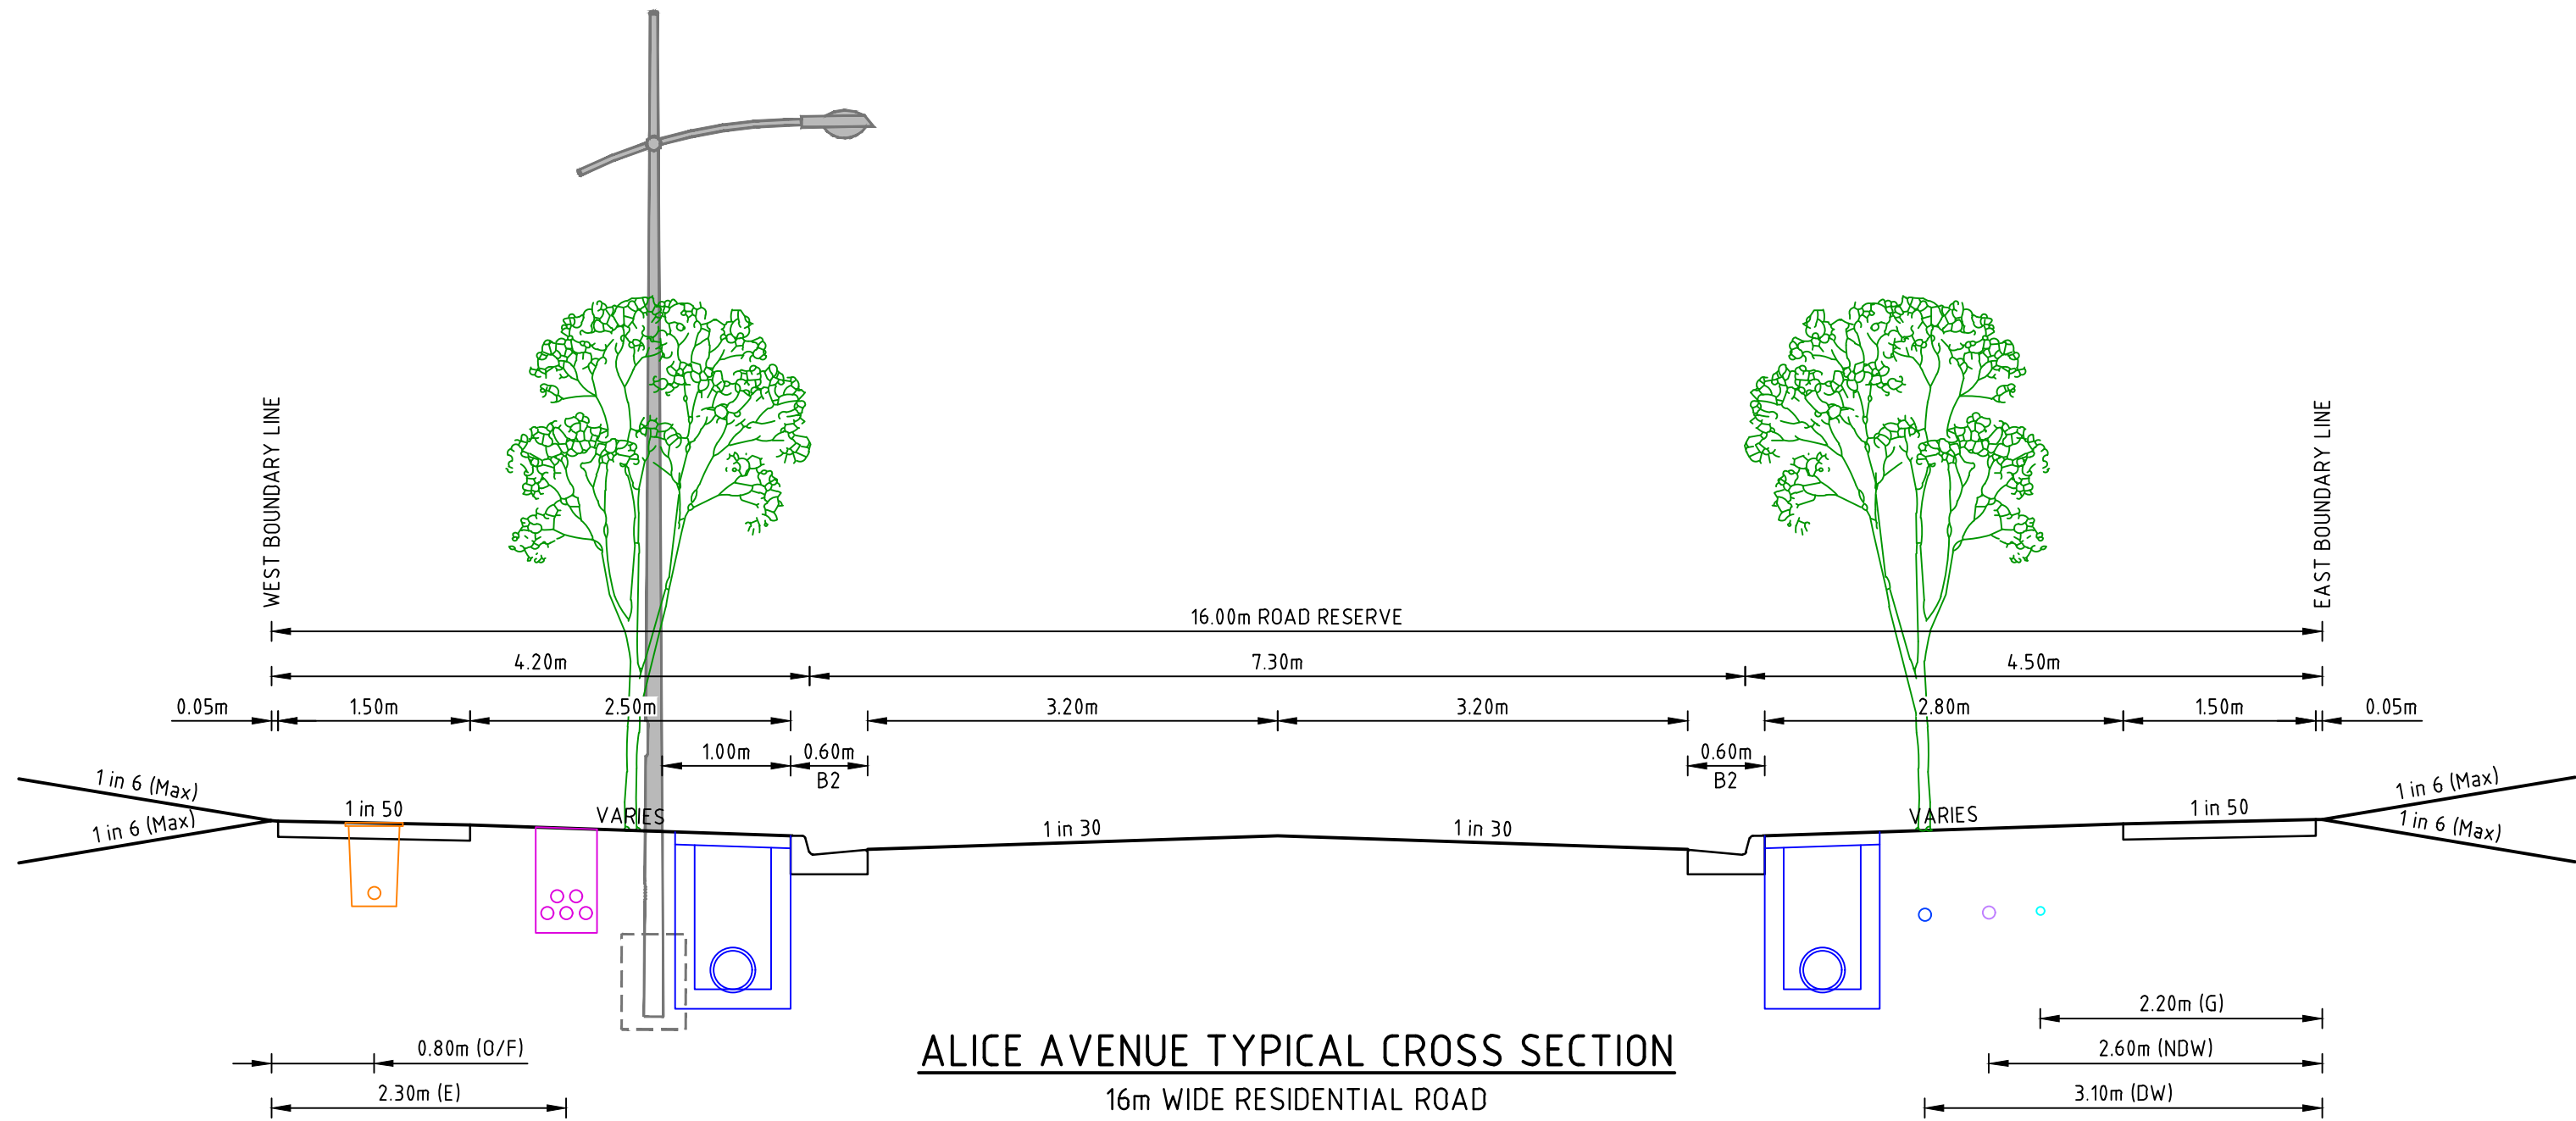 WEST BOUNDARY LINE
EAST BOUNDARY LINE
16.00m ROAD RESERVE
4.20m
7.30m
4.50m
0.05m
1.50m
2.50m
3.20m
3.20m
2.80m
1.50m
0.05m
1.00m
0.60m
B2
0.60m
B2
1 in 6 (Max)
1 in 6 (Max)
1 in 50
VARIES
1 in 30
1 in 30
VARIES
1 in 50
1 in 6 (Max)
1 in 6 (Max)
0.80m (O/F)
2.30m (E)
2.20m (G)
2.60m (NDW)
3.10m (DW)
ALICE AVENUE TYPICAL CROSS SECTION
16m WIDE RESIDENTIAL ROAD